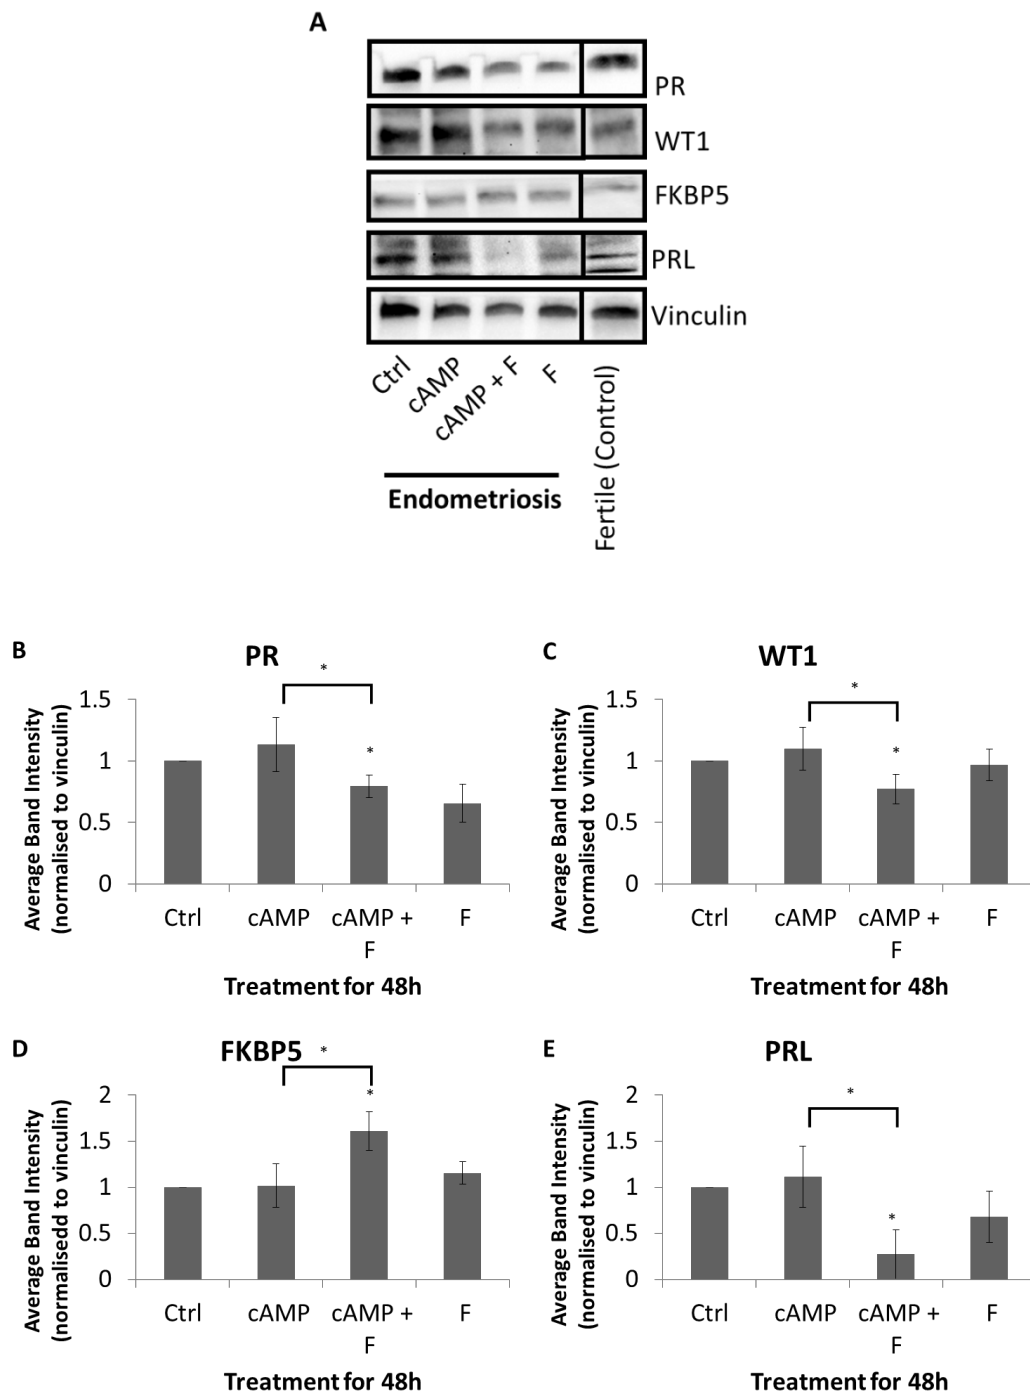 A
PR
WT1
FKBP5
PRL
Vinculin
Ctrl
cAMP
cAMP + F
F
Fertile (Control)
Endometriosis
B
PR
*
*
Average Band Intensity
(normalised to vinculin)
1.5
1
0.5
0
Ctrl
cAMP
cAMP +
F
F
Treatment for 48h
C
WT1
*
*
Average Band Intensity
(normalised to vinculin)
1.5
1
0.5
0
Ctrl
cAMP
cAMP +
F
F
Treatment for 48h
D
FKBP5
*
*
Average Band Intensity
(normalisedd to vinculin)
2
1.5
1
0.5
0
Ctrl
cAMP
cAMP +
F
F
Treatment for 48h
E
PRL
*
*
Average Band Intensity
(normalised to vinculin)
2
1.5
1
0.5
0
Ctrl
cAMP
cAMP +
F
F
Treatment for 48h